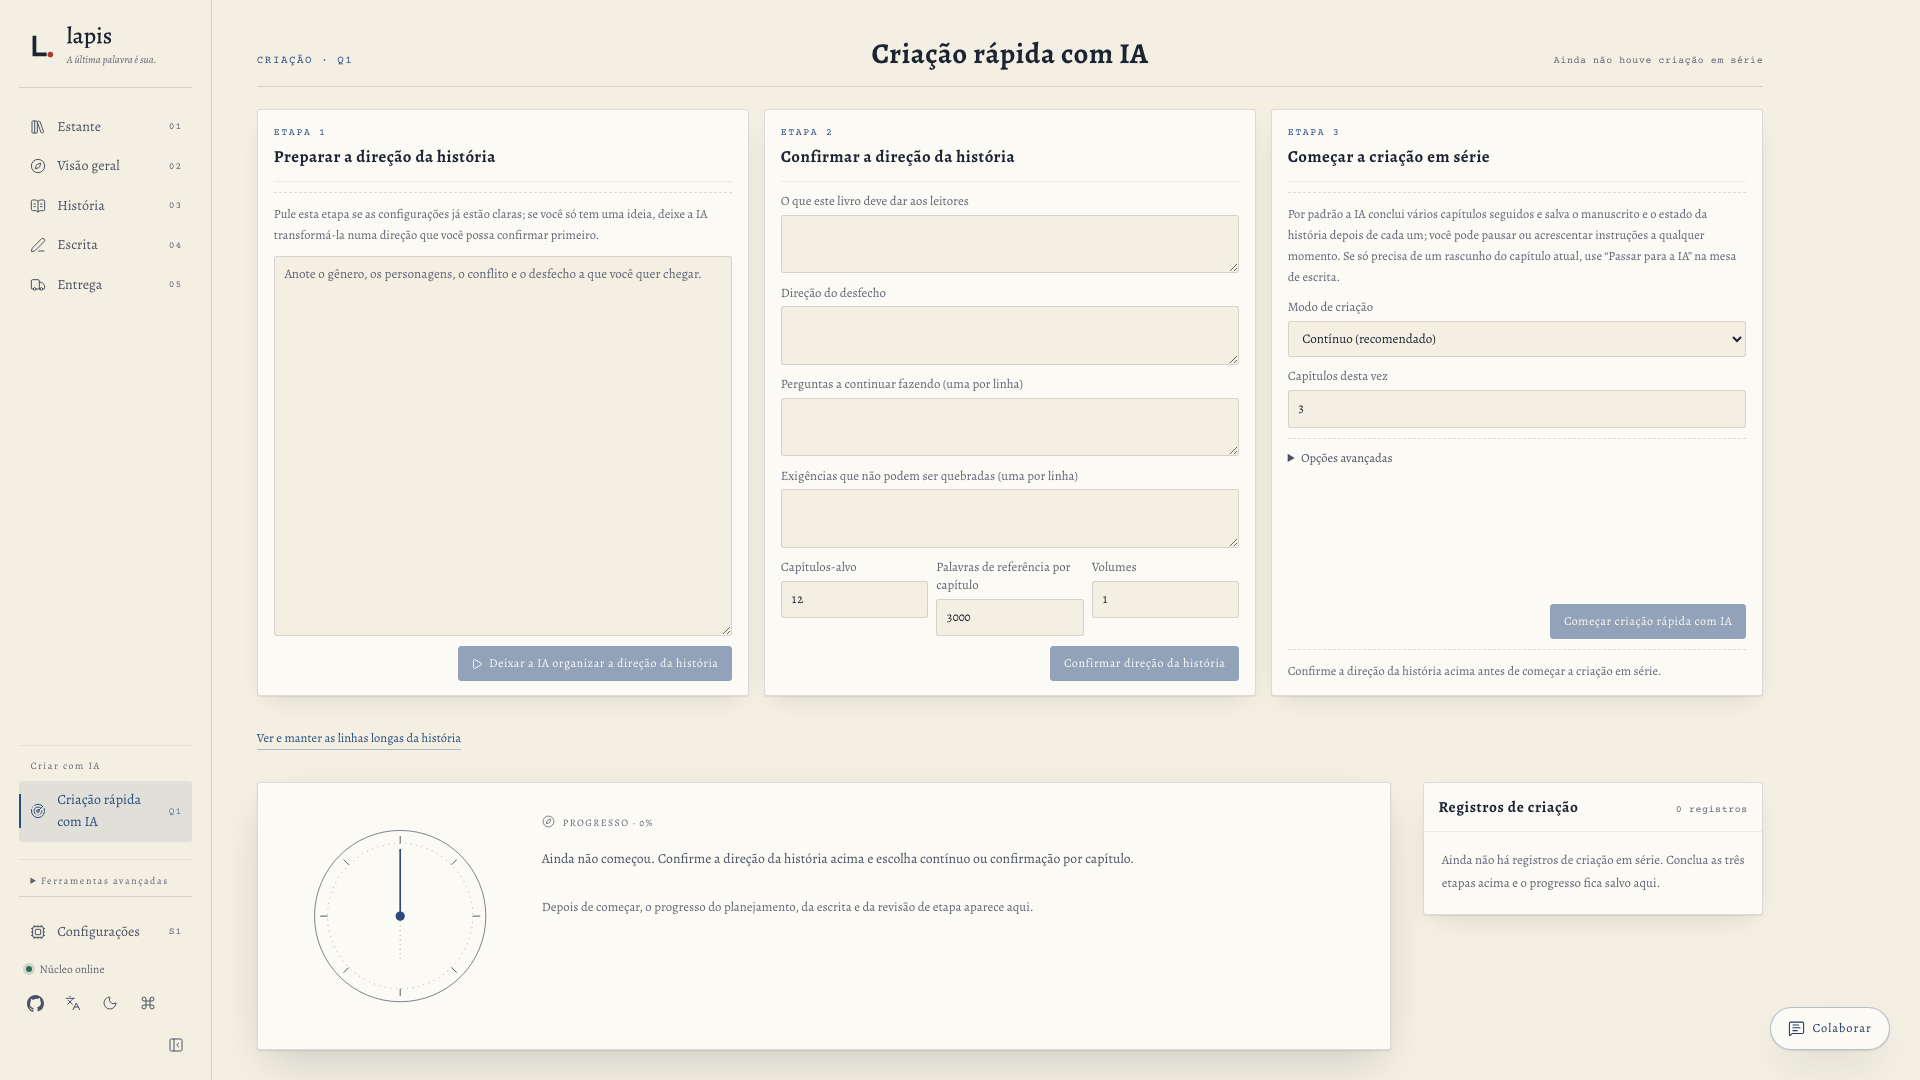 L.
lapis
A última palavra é sua.
Estante 01
Visão geral 02
História 03
Escrita 04
Entrega 05
Criar com IA
Criação rápida
com IA
Q1
Ferramentas avançadas
Configurações S1
Núcleo online
CRIAÇÃO · Q1
Criação rápida com IA
Ainda não houve criação em série
ETAPA 1
Preparar a direção da história
Pule esta etapa se as configurações já estão claras; se você só tem uma ideia, deixe a IA
transformá-la numa direção que você possa confirmar primeiro.
Anote o gênero, os personagens, o conflito e o desfecho a que você quer chegar.
Deixar a IA organizar a direção da história
ETAPA 2
Confirmar a direção da história
O que este livro deve dar aos leitores
Direção do desfecho
Perguntas a continuar fazendo (uma por linha)
Exigências que não podem ser quebradas (uma por linha)
Capítulos-alvo
12
Palavras de referência por
capítulo
3000
Volumes
1
Confirmar direção da história
ETAPA 3
Começar a criação em série
Por padrão a IA conclui vários capítulos seguidos e salva o manuscrito e o estado da
história depois de cada um; você pode pausar ou acrescentar instruções a qualquer
momento. Se só precisa de um rascunho do capítulo atual, use “Passar para a IA” na mesa
de escrita.
Modo de criação
Contínuo (recomendado)
Capítulos desta vez
3
Opções avançadas
Começar criação rápida com IA
Confirme a direção da história acima antes de começar a criação em série.
Ver e manter as linhas longas da história
PROGRESSO · 0%
Ainda não começou. Confirme a direção da história acima e escolha contínuo ou confirmação por capítulo.
Depois de começar, o progresso do planejamento, da escrita e da revisão de etapa aparece aqui.
Registros de criação 0 registros
Ainda não há registros de criação em série. Conclua as três
etapas acima e o progresso fica salvo aqui.
Colaborar